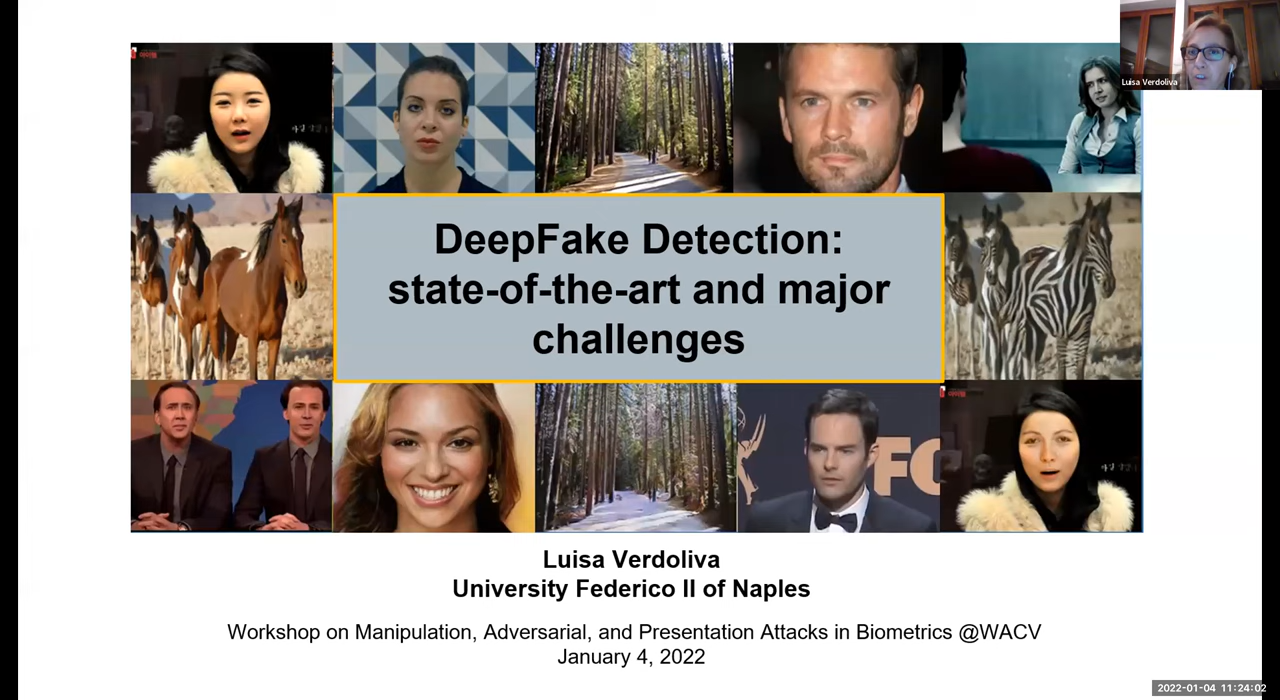 Luisa Verdoliva
DeepFake Detection:
state-of-the-art and major
challenges
FC
Luisa Verdoliva
University Federico II of Naples
Workshop on Manipulation, Adversarial, and Presentation Attacks in Biometrics @WACV
January 4, 2022
2022-01-04 11:24:02